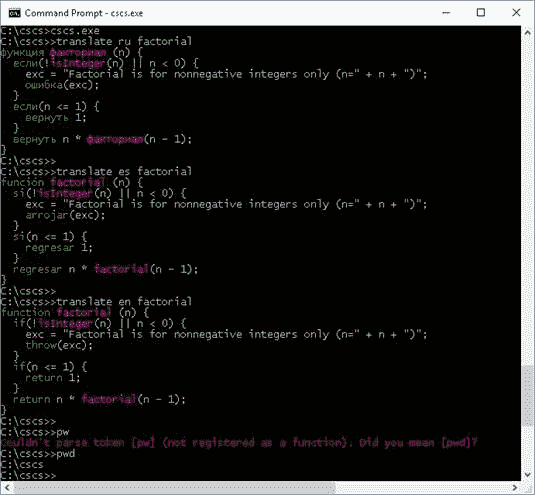 Command Prompt - cscs.exe
C:\cscs>cscs.exe
C:\cscs>>translate ru factorial
функция факториал (n) {
если(!isInteger(n) || n < 0) {
exc = "Factorial is for nonnegative integers only (n=" + n + ")";
ошибка(exc);
}
если(n <= 1) {
вернуть 1;
}
вернуть n * факториал(n - 1);
}
C:\cscs>>
C:\cscs>>translate es factorial
función factorial (n) {
si(!isInteger(n) || n < 0) {
exc = "Factorial is for nonnegative integers only (n=" + n + ")";
arrojar(exc);
}
si(n <= 1) {
regresar 1;
}
regresar n * factorial(n - 1);
}
C:\cscs>>
C:\cscs>>translate en factorial
function factorial (n) {
if(!isInteger(n) || n < 0) {
exc = "Factorial is for nonnegative integers only (n=" + n + ")";
throw(exc);
}
if(n <= 1) {
return 1;
}
return n * factorial(n - 1);
}
C:\cscs>>
C:\cscs>>pw
Couldn't parse token [pw] (not registered as a function). Did you mean [pwd]?
C:\cscs>>pwd
C:\cscs
C:\cscs>>